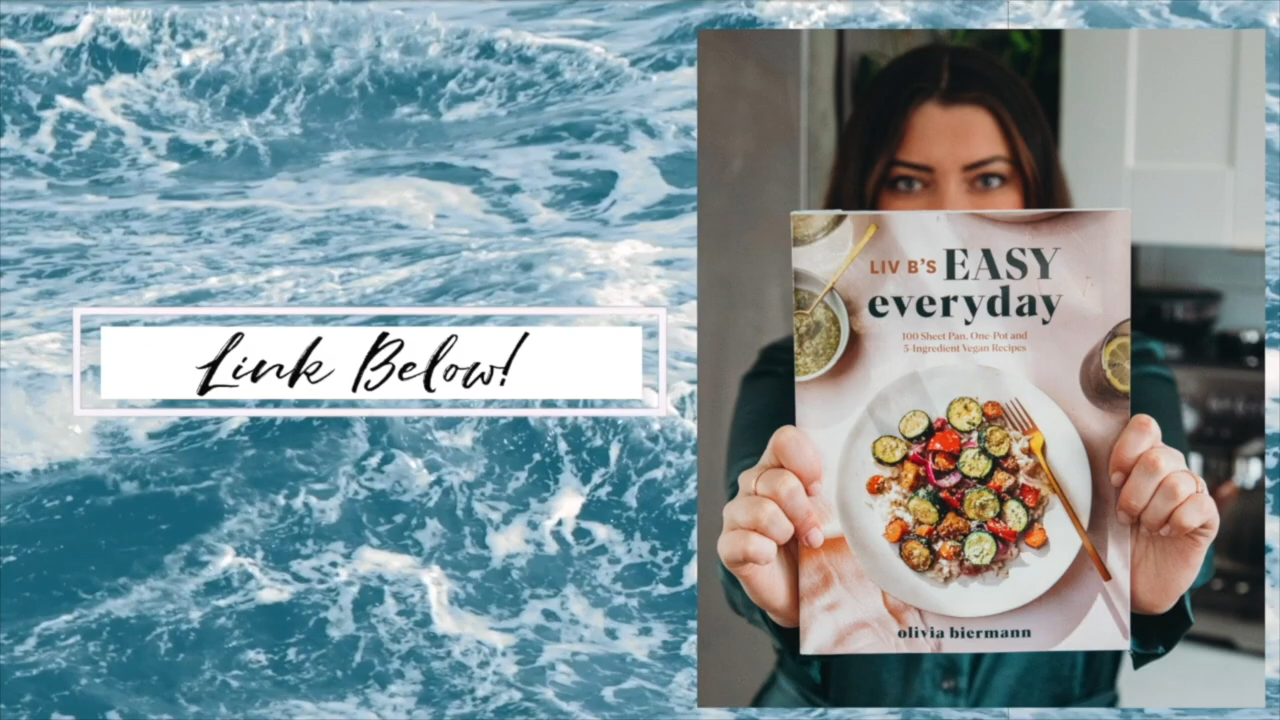 Link Below!
LIV B'S EASY
everyday
100 Sheet Pan, One-Pot and
5-Ingredient Vegan Recipes
olivia biermann